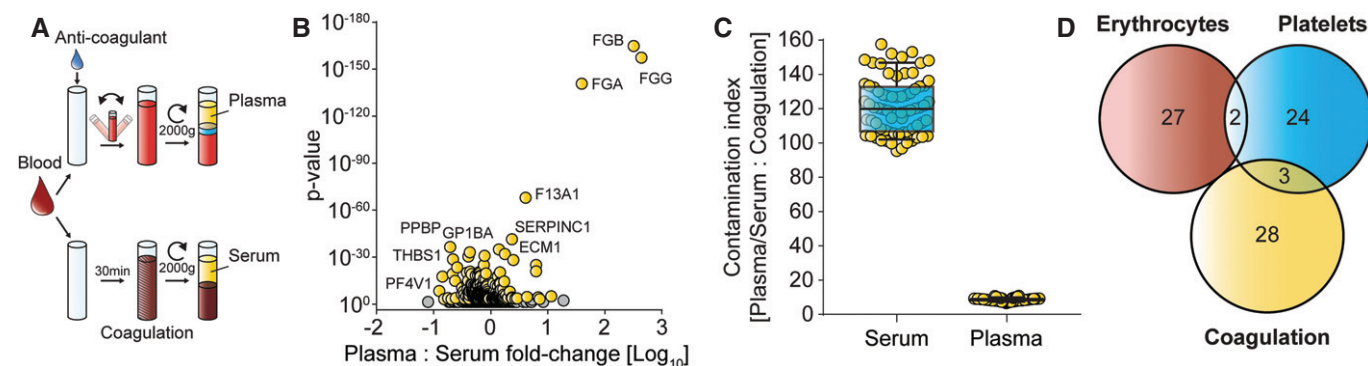 A
Anti-coagulant
2000g
Plasma
Blood
30min
2000g
Serum
Coagulation
B
10-180
10-150
10-120
10-90
10-60
10-30
100
p-value
FGB
FGG
FGA
F13A1
SERPINC1
ECM1
PPBP
GP1BA
THBS1
PF4V1
-2
-1
0
1
2
3
Plasma : Serum fold-change [Log10]
C
Contamination index
[Plasma/Serum : Coagulation]
160
140
120
100
80
60
40
20
0
Serum
Plasma
D
Erythrocytes
Platelets
27
2
24
3
28
Coagulation